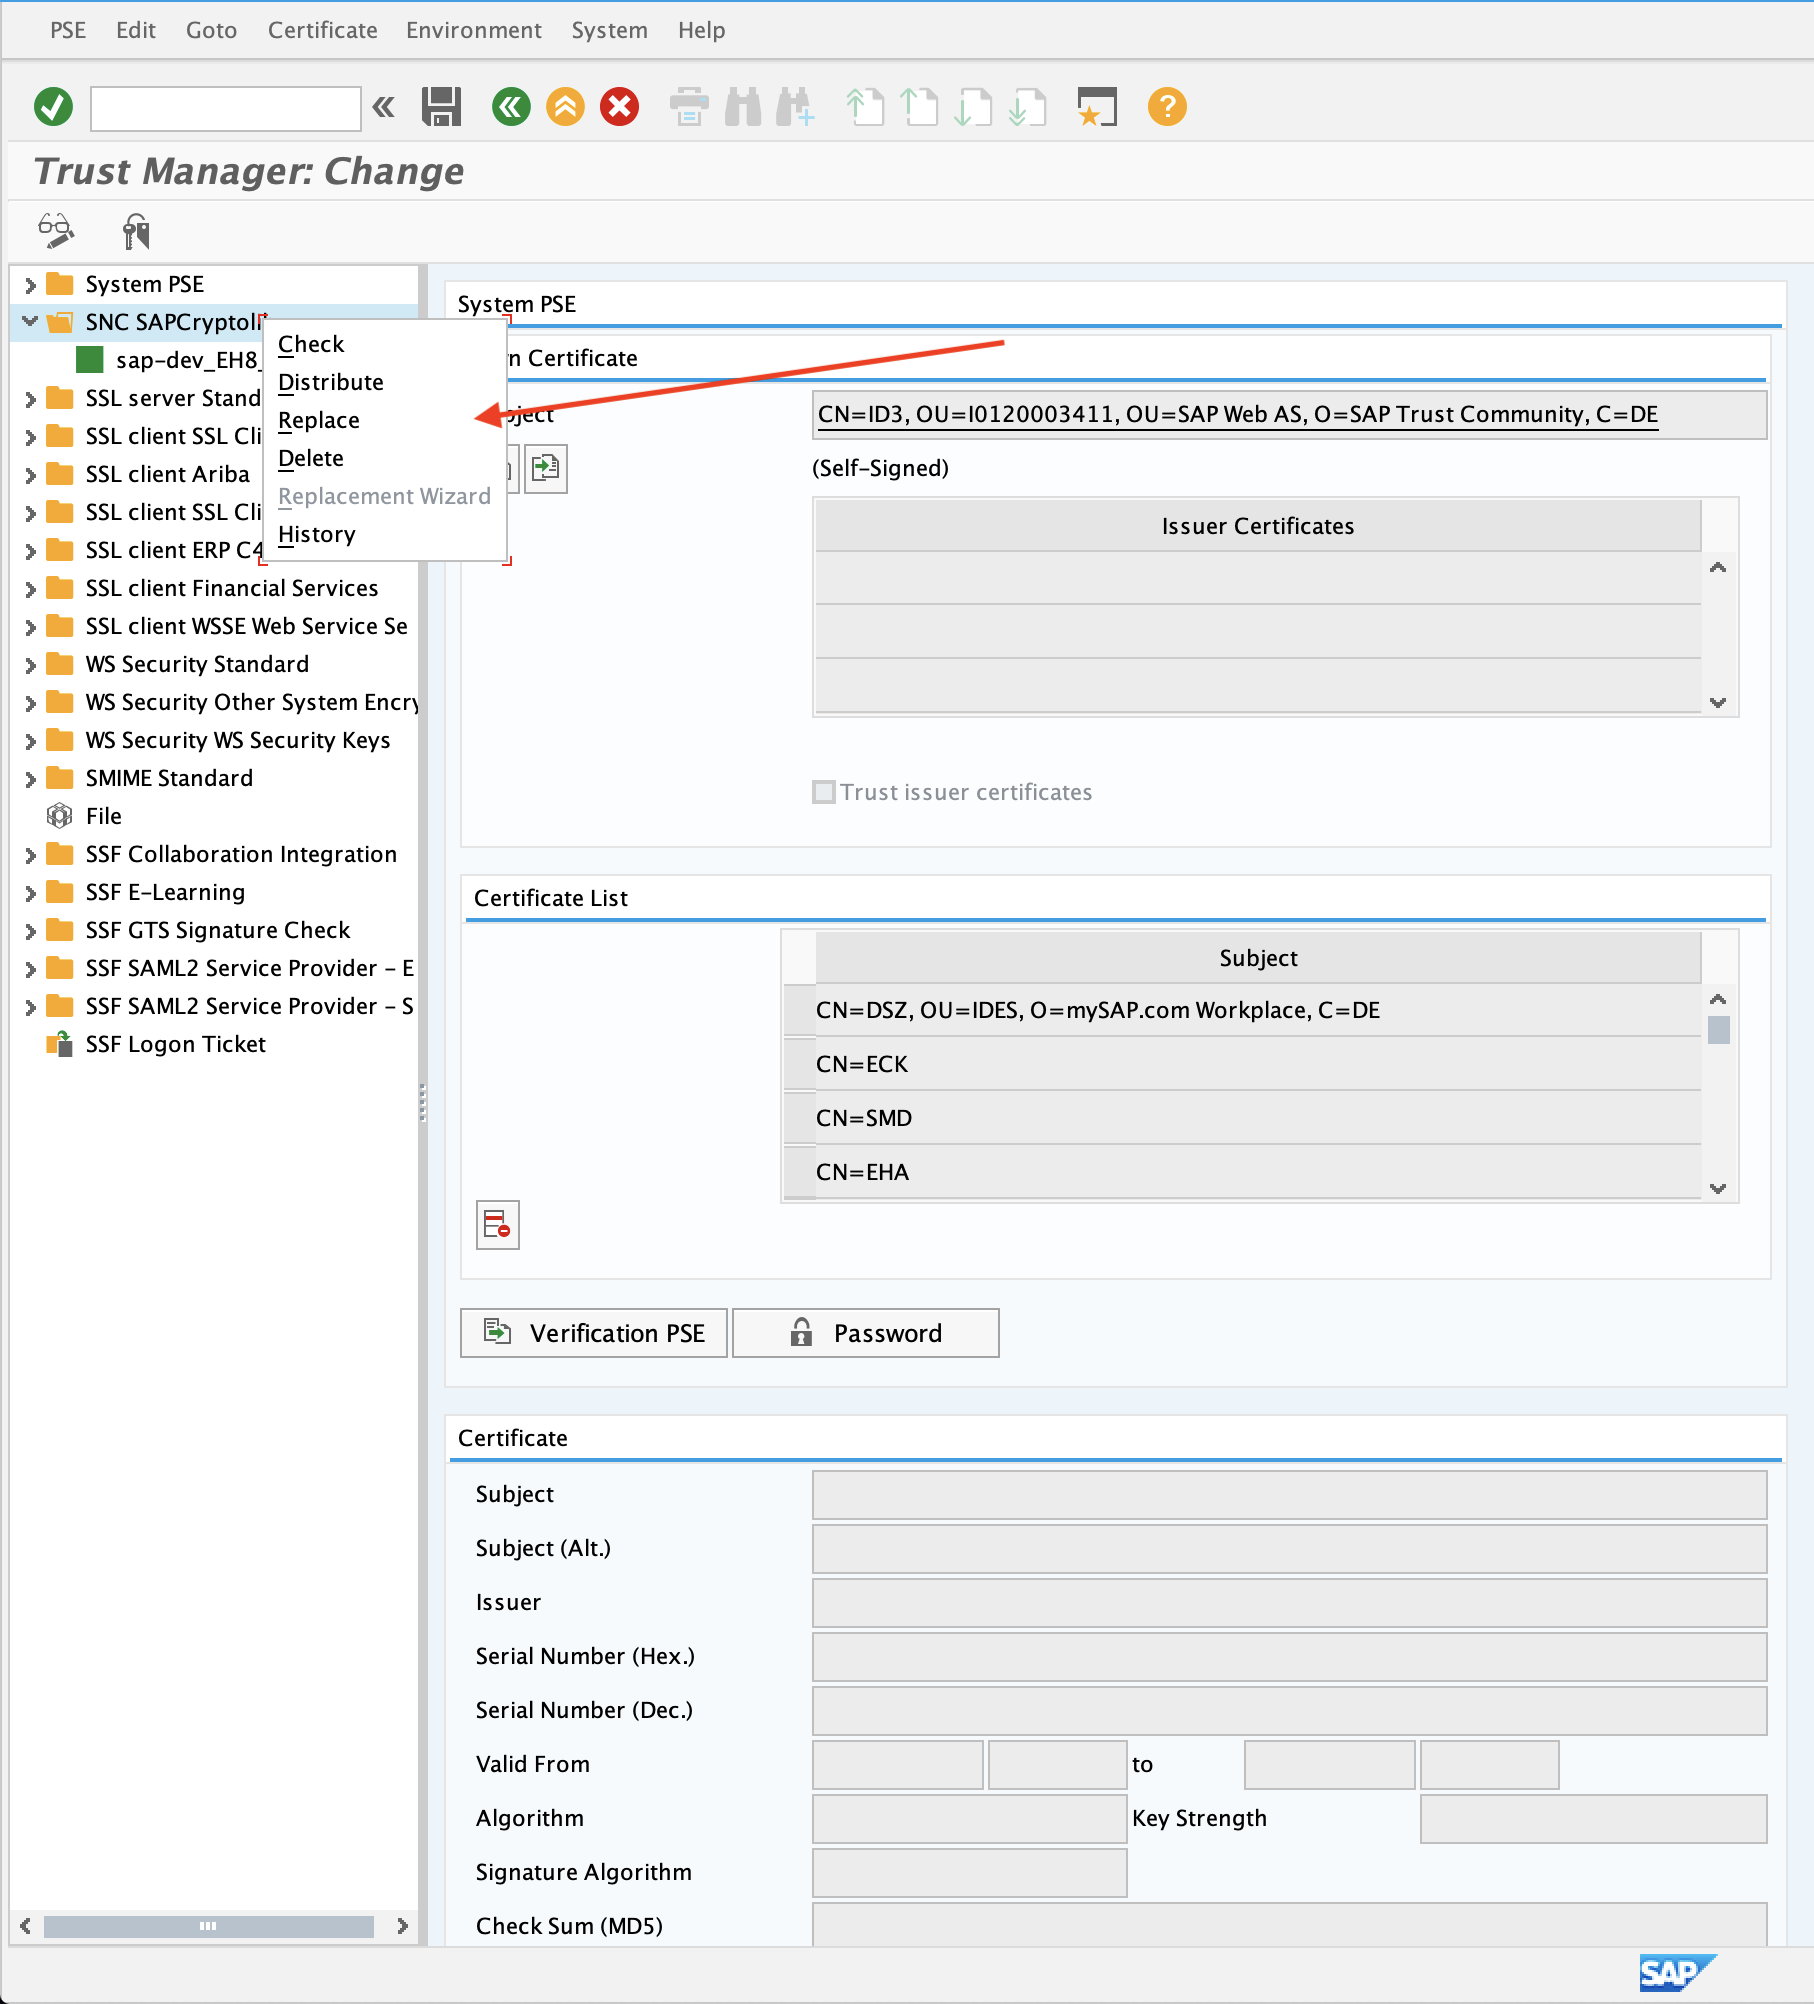 PSE Edit Goto Certificate Environment System Help
Trust Manager: Change
System PSE
SNC SAPCryptoli
sap-dev_EH8_
SSL server Stand
SSL client SSL Cli
SSL client Ariba
SSL client SSL Cli
SSL client ERP C4
SSL client Financial Services
SSL client WSSE Web Service Se
WS Security Standard
WS Security Other System Encry
WS Security WS Security Keys
SMIME Standard
File
SSF Collaboration Integration
SSF E-Learning
SSF GTS Signature Check
SSF SAML2 Service Provider - E
SSF SAML2 Service Provider - S
SSF Logon Ticket
Check
Distribute
Replace
Delete
Replacement Wizard
History
System PSE
n Certificate
bject
CN=ID3, OU=I0120003411, OU=SAP Web AS, O=SAP Trust Community, C=DE
(Self-Signed)
Issuer Certificates
Trust issuer certificates
Certificate List
Subject
CN=DSZ, OU=IDES, O=mySAP.com Workplace, C=DE
CN=ECK
CN=SMD
CN=EHA
Verification PSE
Password
Certificate
Subject
Subject (Alt.)
Issuer
Serial Number (Hex.)
Serial Number (Dec.)
Valid From to
Algorithm Key Strength
Signature Algorithm
Check Sum (MD5)
SAP